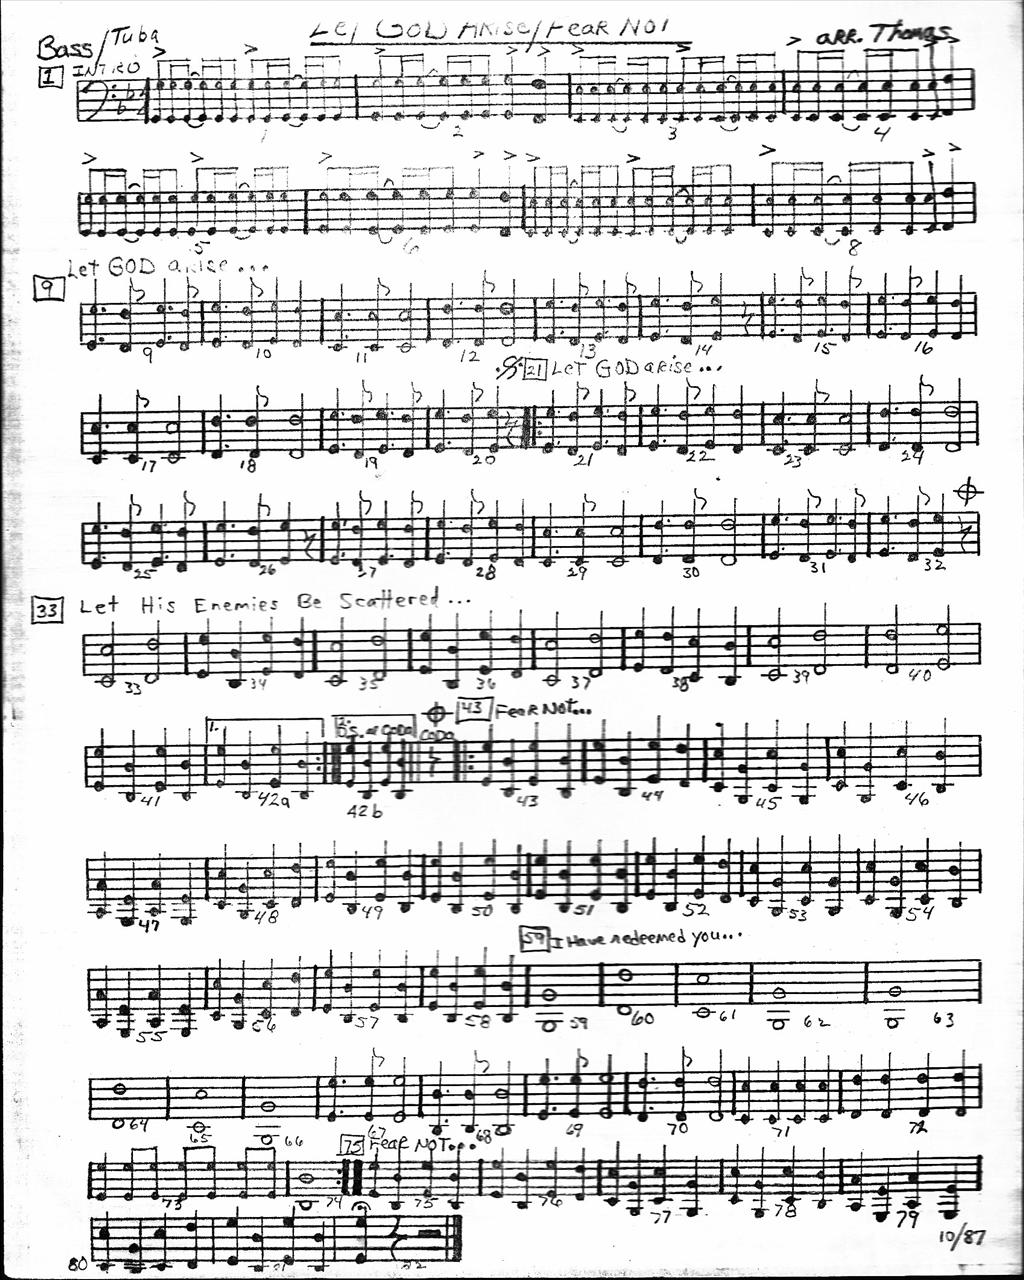 Let GOD Arise/Fear Not
Bass/Tuba
arr. Thomas
1 INTRO
1 2 3 4
5 6 8
Let GOD arise...
9
9 10 11 12 13 14 15 16
𝄋 21 Let GOD arise...
17 18 19 20 21 22 23 24
25 26 27 28 29 30 31 32
33 Let His Enemies Be Scattered...
33 34 35 36 37 38 39 40
1. 2. D.S. al CODA CODA 43 Fear Not...
41 42a 42b 43 44 45 46
47 48 49 50 51 52 53 54
59 I Have redeemed you...
55 56 57 58 59 60 61 62 63
64 65 66 67 68 69 70 71 72
75 Fear NOT...
73 74 75 76 77 78 79
10/87
80 81 82